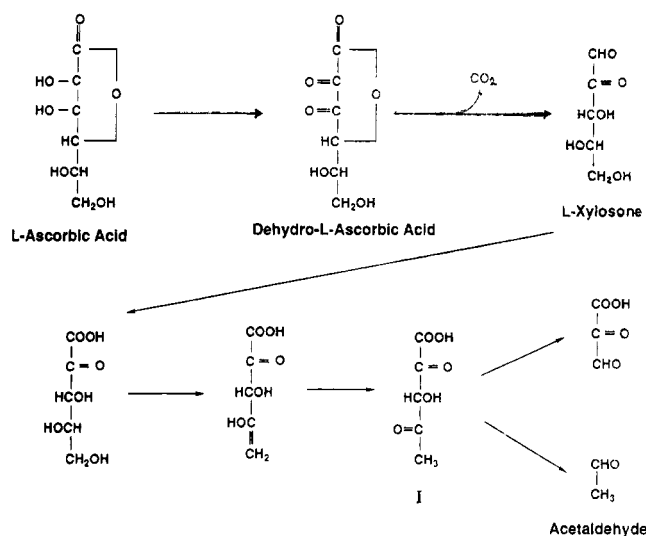 O
C
HO-C
O
HO-C
HC
HOCH
CH₂OH
L-Ascorbic Acid
O
C
O=C
O
O=C
HC
HOCH
CH₂OH
Dehydro-L-Ascorbic Acid
CO₂
CHO
C=O
HCOH
HOCH
CH₂OH
L-Xylosone
COOH
C=O
HCOH
HOCH
CH₂OH
COOH
C=O
HCOH
HOC
CH₂
COOH
C=O
HCOH
O=C
CH₃
I
COOH
C=O
CHO
CHO
CH₃
Acetaldehyde